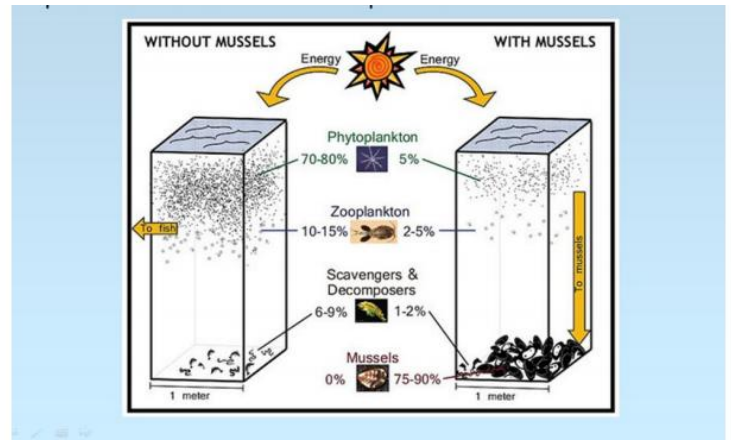 WITHOUT MUSSELS
WITH MUSSELS
Energy
Energy
Phytoplankton
70-80%
5%
To fish
Zooplankton
10-15%
2-5%
To mussels
Scavengers &
Decomposers
6-9%
1-2%
Mussels
0%
75-90%
1 meter
1 meter